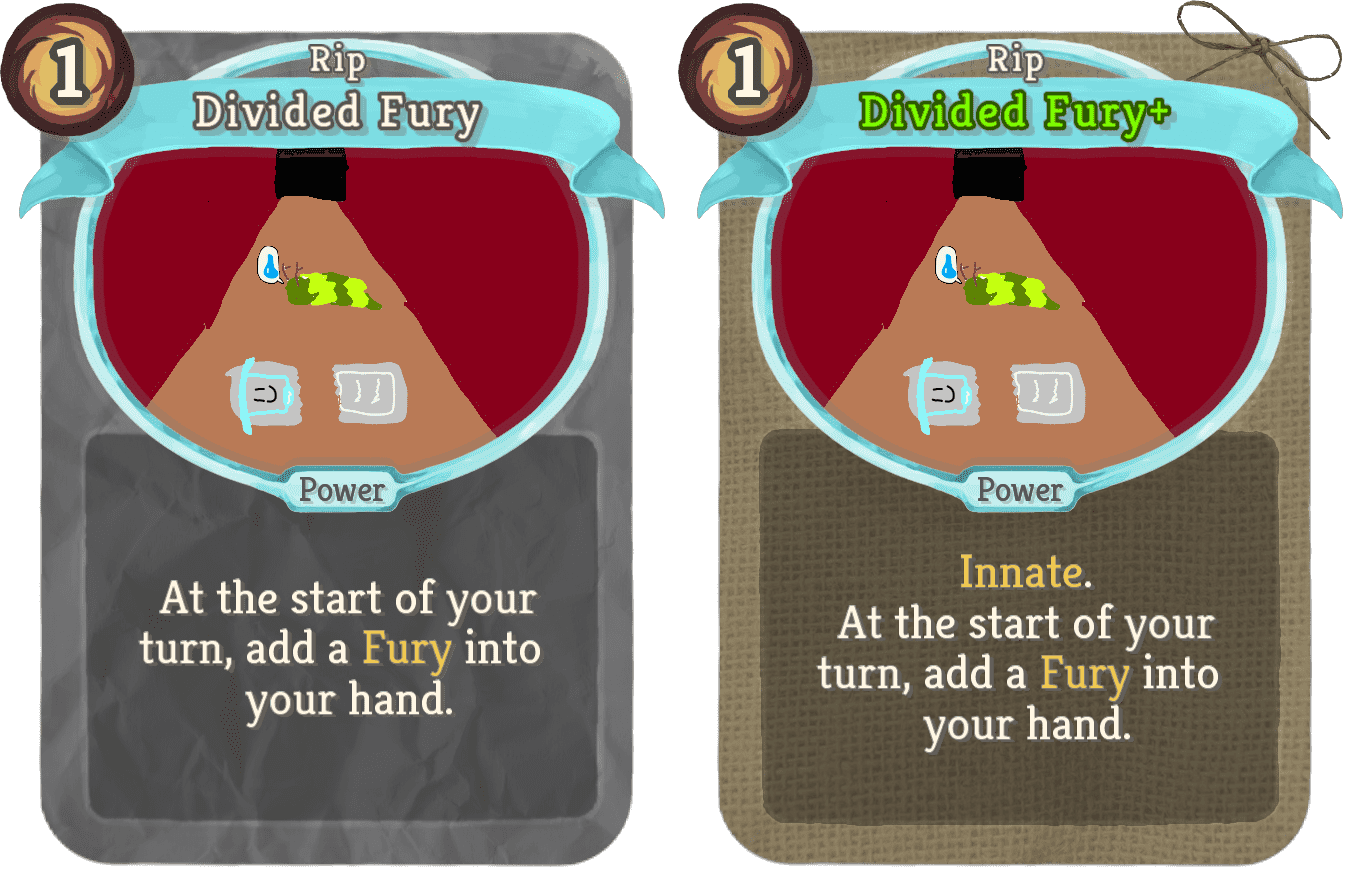 1
Rip
Divided Fury
Power
At the start of your
turn, add a Fury into
your hand.
1
Rip
Divided Fury+
Power
Innate.
At the start of your
turn, add a Fury into
your hand.